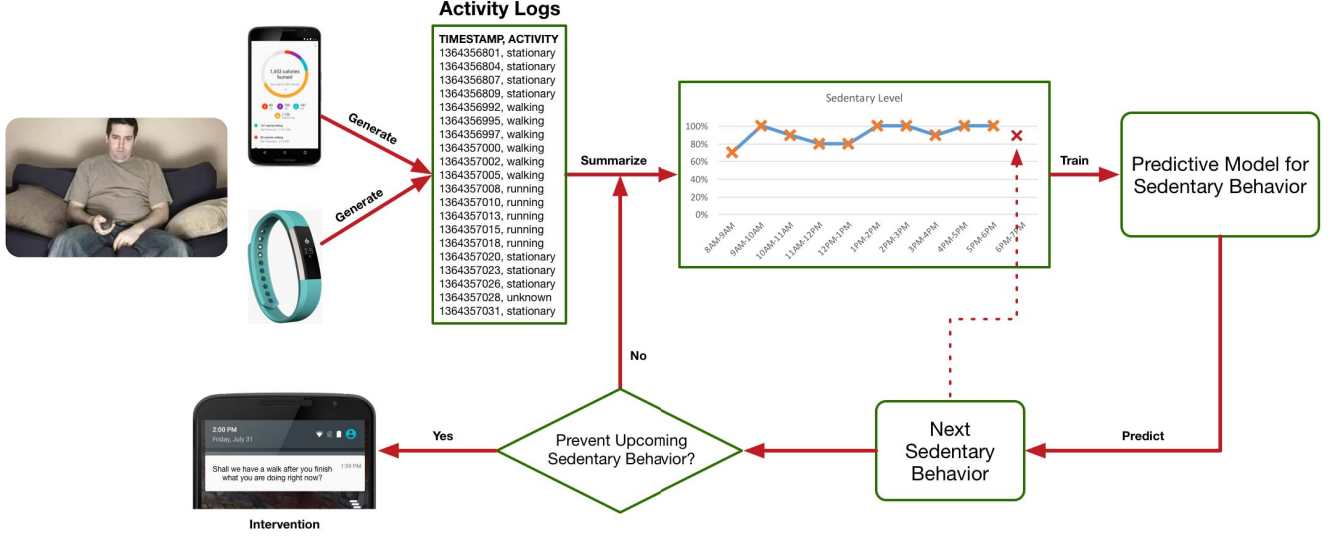 Activity Logs
TIMESTAMP, ACTIVITY
1364356801, stationary
1364356804, stationary
1364356807, stationary
1364356809, stationary
1364356992, walking
1364356995, walking
1364356997, walking
1364357000, walking
1364357002, walking
1364357005, walking
1364357008, running
1364357010, running
1364357013, running
1364357015, running
1364357018, running
1364357020, stationary
1364357023, stationary
1364357026, stationary
1364357028, unknown
1364357031, stationary
1,453 calories
burned
Generate
Generate
Summarize
Sedentary Level
100%
80%
60%
40%
20%
0%
8AM-9AM
9AM-10AM
10AM-11AM
11AM-12PM
12PM-1PM
1PM-2PM
2PM-3PM
3PM-4PM
4PM-5PM
5PM-6PM
6PM-7PM
Train
Predictive Model for
Sedentary Behavior
Predict
Next
Sedentary
Behavior
Prevent Upcoming
Sedentary Behavior?
No
Yes
2:00 PM
Friday, July 31
Shall we have a walk after you finish
what you are doing right now?
1:59 PM
Intervention